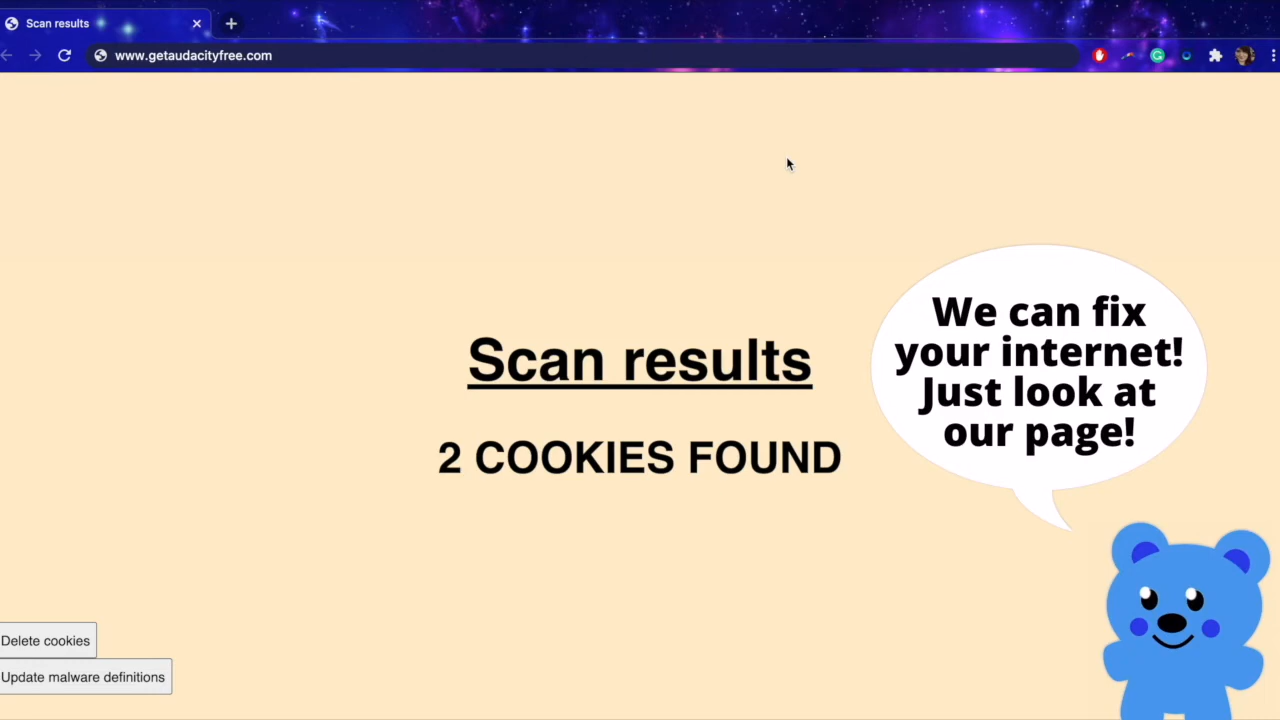 Scan results
www.getaudacityfree.com
We can fix
your internet!
Just look at
our page!
Scan results
2 COOKIES FOUND
Delete cookies
Update malware definitions